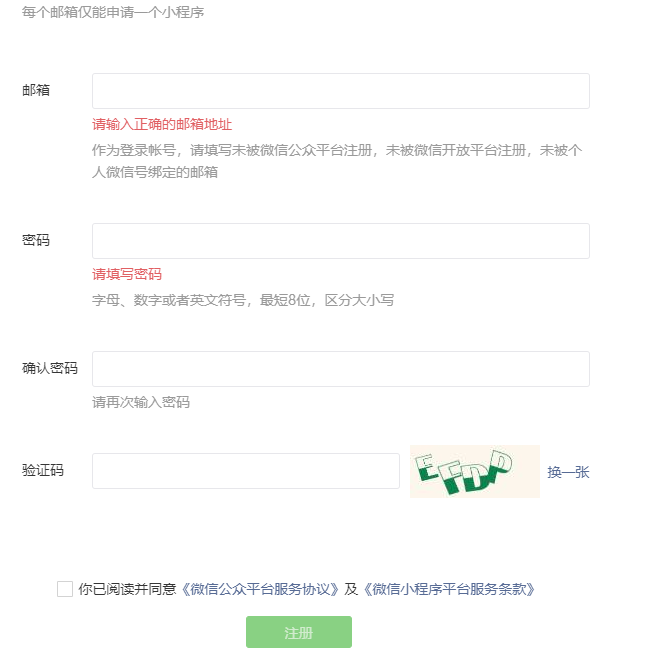 每个邮箱仅能申请一个小程序
邮箱
请输入正确的邮箱地址
作为登录帐号，请填写未被微信公众平台注册，未被微信开放平台注册，未被个
人微信号绑定的邮箱
密码
请填写密码
字母、数字或者英文符号，最短8位，区分大小写
确认密码
请再次输入密码
验证码 EFDP 换一张
你已阅读并同意《微信公众平台服务协议》及《微信小程序平台服务条款》
注册